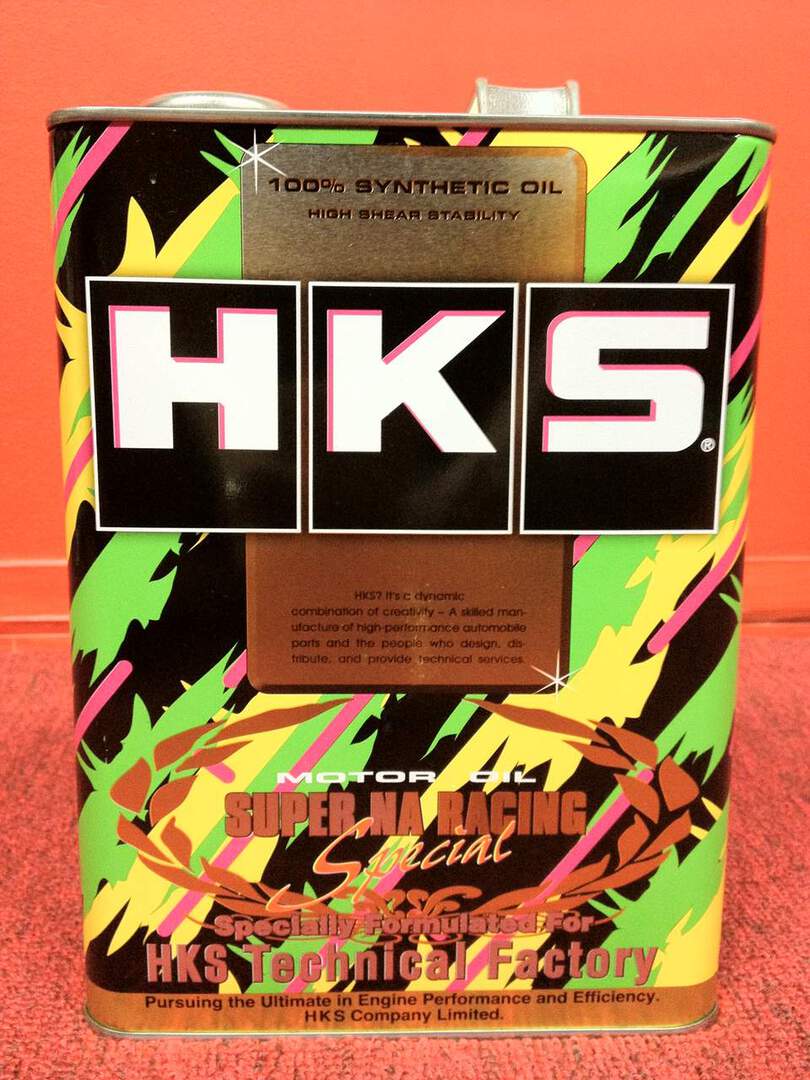 100% SYNTHETIC OIL
HIGH SHEAR STABILITY
HKS®
HKS? It's a dynamic
combination of creativity – A skilled man-
ufacture of high-performance automobile
parts and the people who design, dis-
tribute, and provide technical services.
MOTOR OIL
SUPER NA RACING
Special
Specially Formulated For
HKS Technical Factory
Pursuing the Ultimate in Engine Performance and Efficiency.
HKS Company Limited.